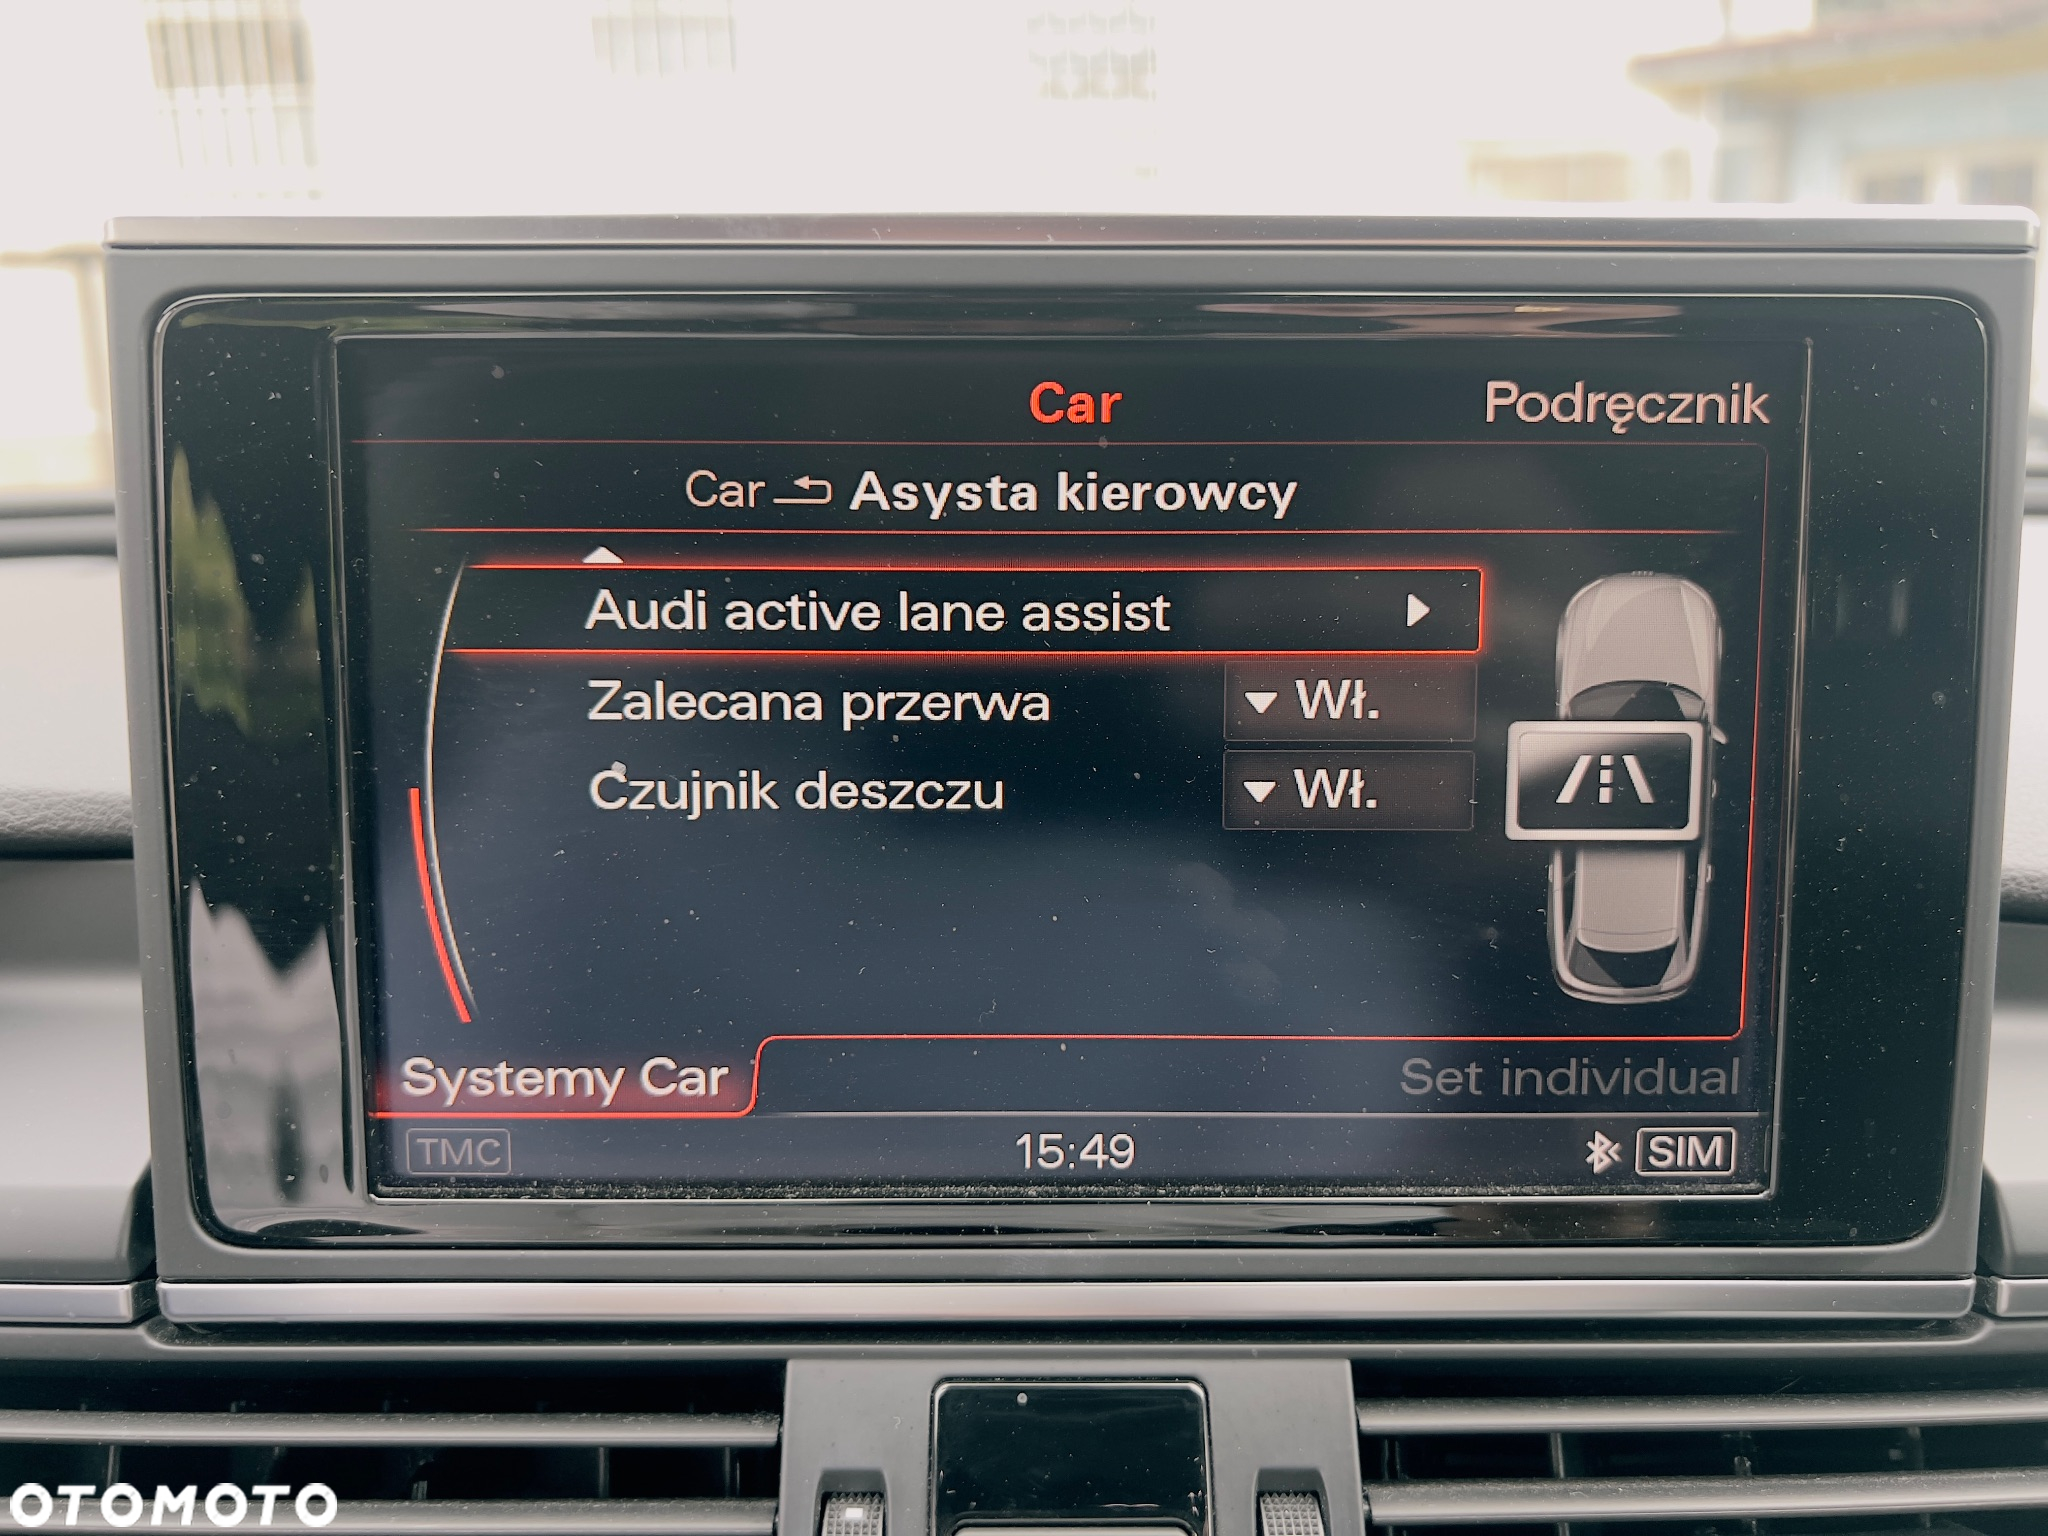 Car
Podręcznik
Car Asysta kierowcy
Audi active lane assist
Zalecana przerwa Wł.
Czujnik deszczu Wł.
Systemy Car
Set individual
TMC 15:49 SIM
OTOMOTO